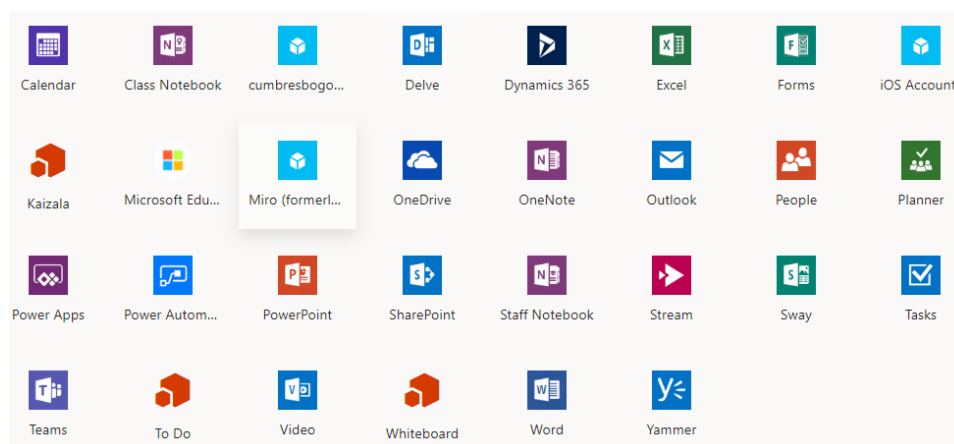 Calendar
Class Notebook
cumbresbogo...
Delve
Dynamics 365
Excel
Forms
iOS Account
Kaizala
Microsoft Edu...
Miro (formerl...
OneDrive
OneNote
Outlook
People
Planner
Power Apps
Power Autom...
PowerPoint
SharePoint
Staff Notebook
Stream
Sway
Tasks
Teams
To Do
Video
Whiteboard
Word
Yammer